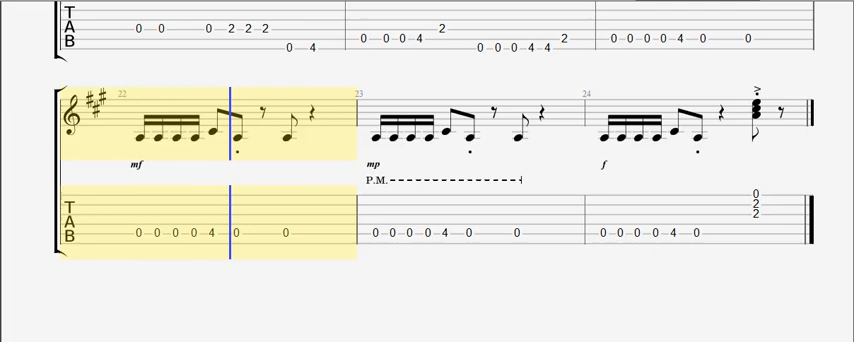 T
A 0 0 0 2 2 2 2
B 0 0 0 4 2 0 0 0 0 4 0 0
0 4 0 0 0 4 4
22 23 24
mf mp f
P.M.
0
T 2
A 2
B 0 0 0 0 4 0 0 0 0 0 0 4 0 0 0 0 0 0 4 0